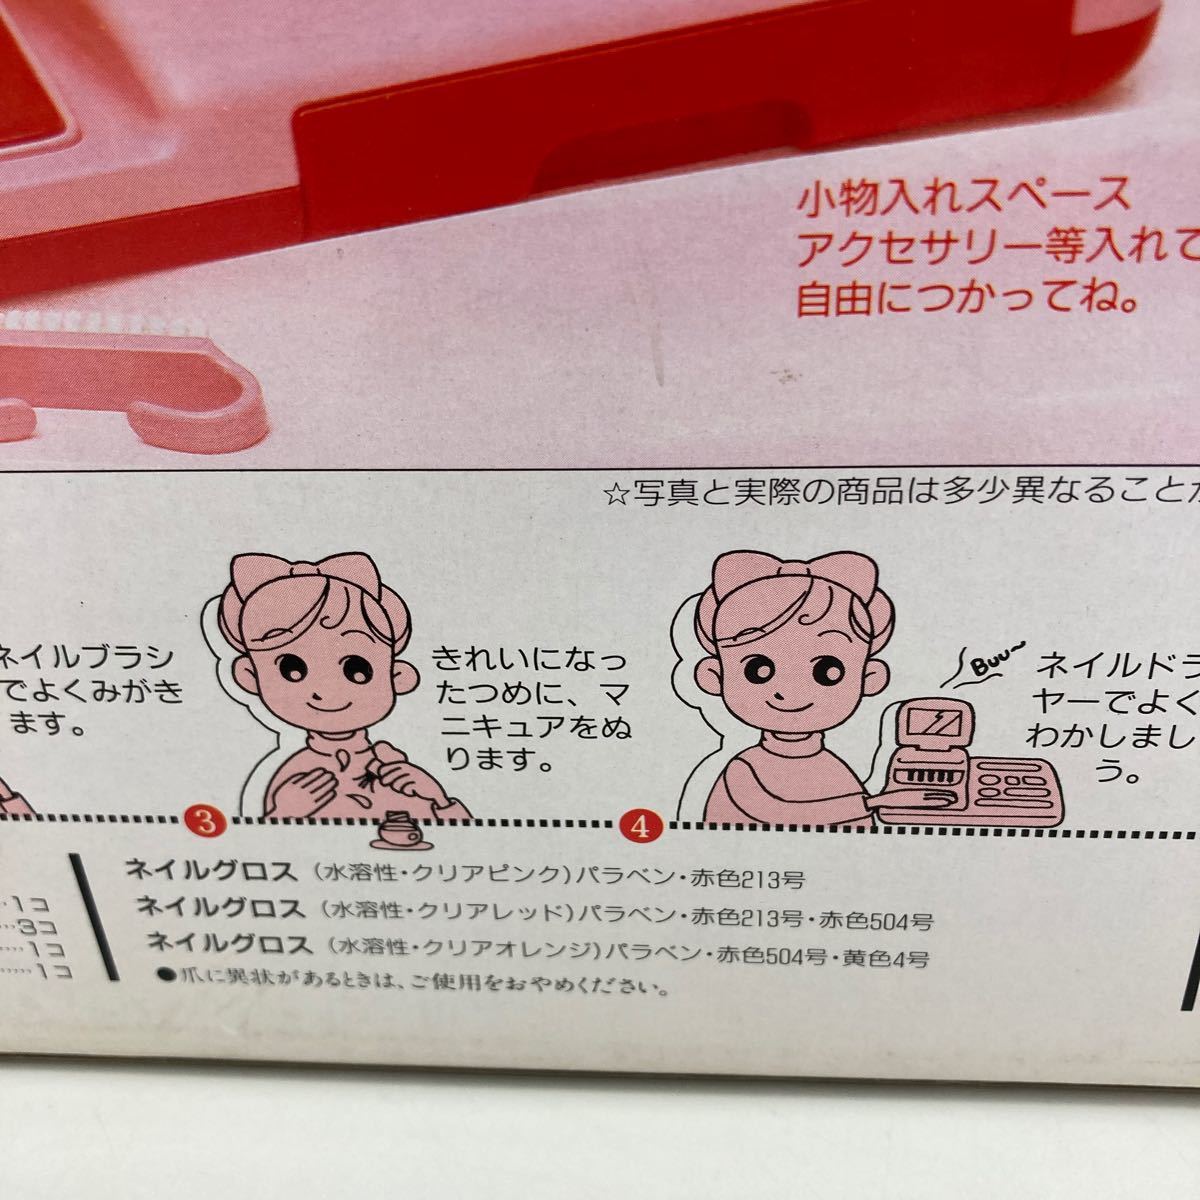 小物入れスペース
アクセサリー等入れて
自由につかってね。
☆写真と実際の商品は多少異なること
ネイルブラシ
でよくみがき
ます。
きれいになっ
たつめに、マ
ニキュアをぬ
ります。
Buu~
ネイルドラ
ヤーでよく
わかしまし
う。
3
4
ネイルグロス（水溶性・クリアピンク）パラベン・赤色213号
ネイルグロス（水溶性・クリアレッド）パラベン・赤色213号・赤色504号
ネイルグロス（水溶性・クリアオレンジ）パラベン・赤色504号・黄色4号
●爪に異状があるときは、ご使用をおやめください。
…1コ
…3コ
……1コ
……1コ